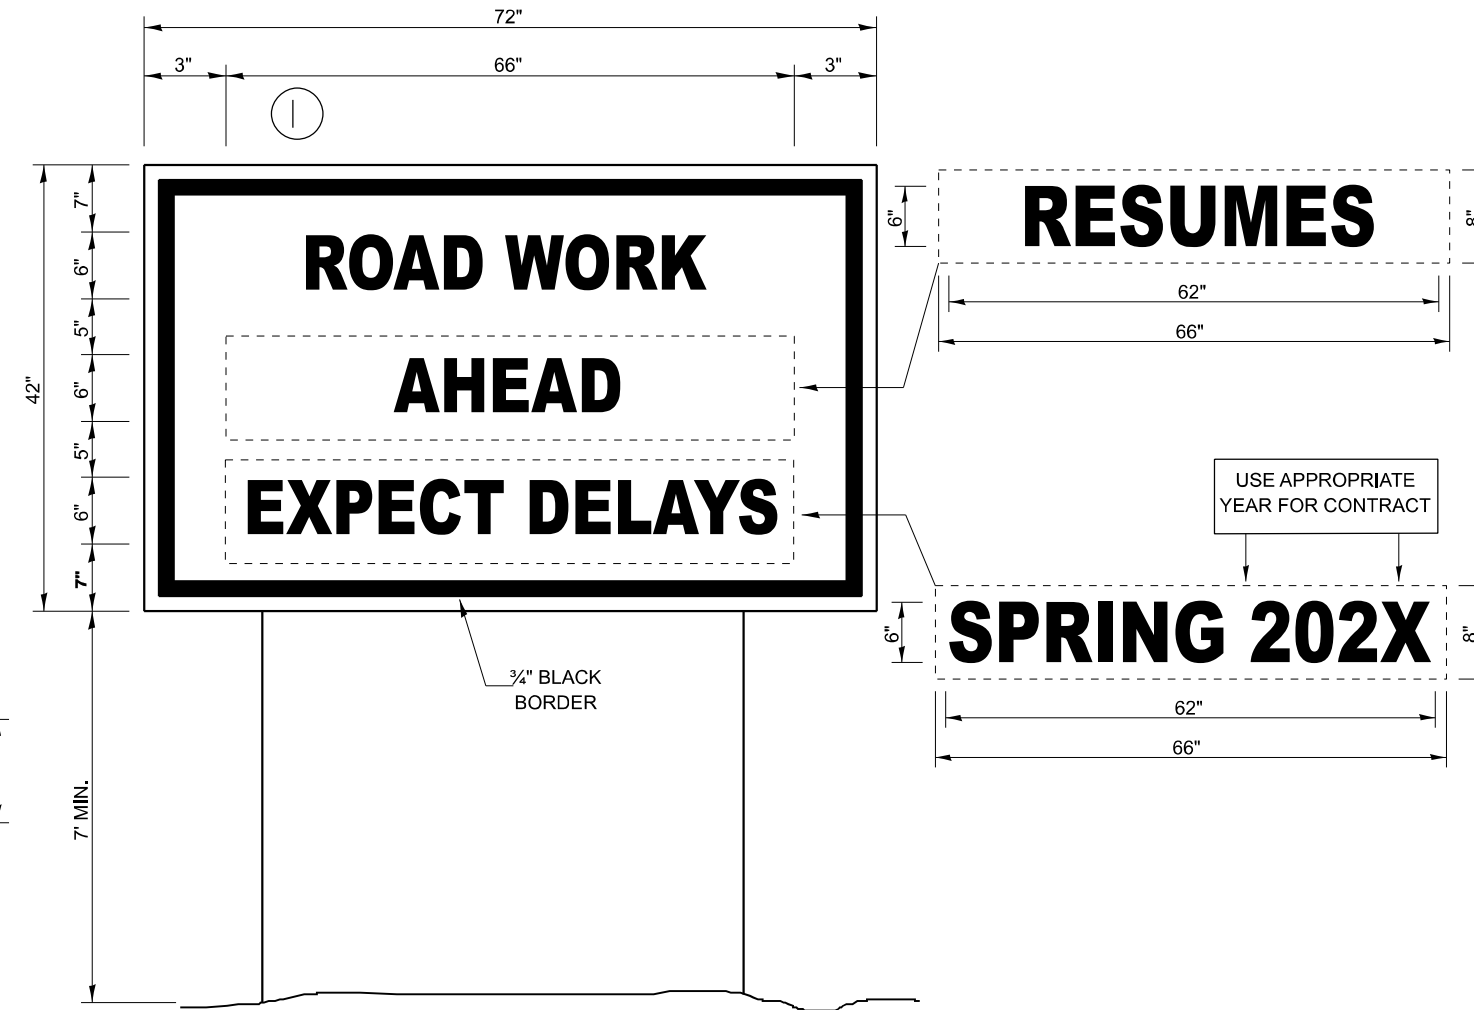 72"
3" 66" 3"
|
7"
6"
5"
6"
5"
6"
7"
42"
7' MIN.
ROAD WORK
AHEAD
EXPECT DELAYS
¾" BLACK
BORDER
6" RESUMES 8"
62"
66"
USE APPROPRIATE
YEAR FOR CONTRACT
6" SPRING 202X 8"
62"
66"